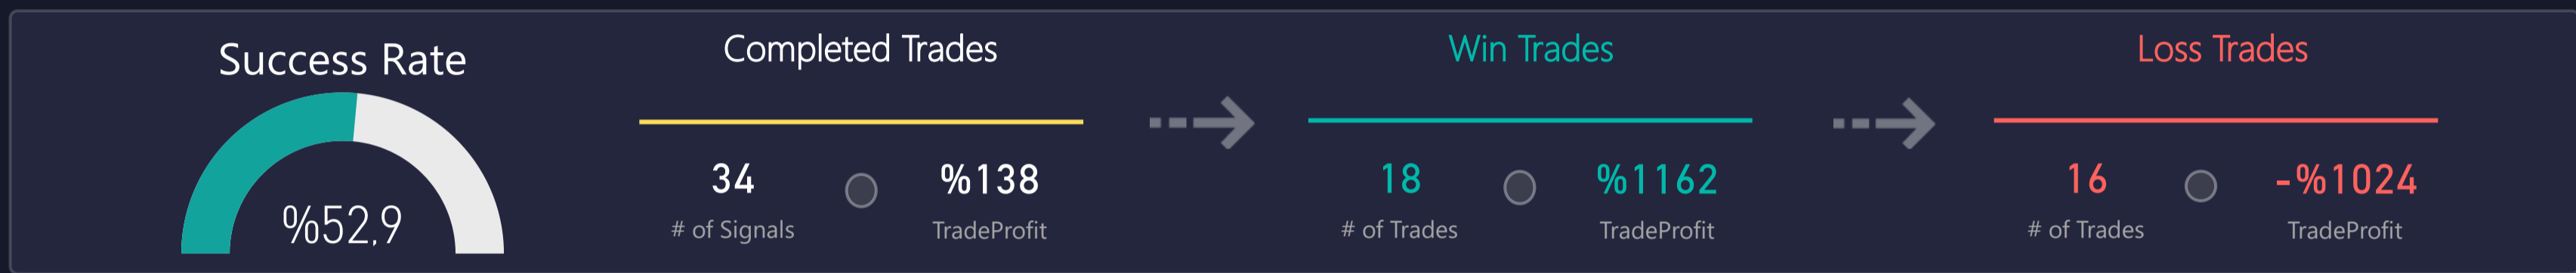 Success Rate
%52,9
Completed Trades
34
# of Signals
%138
TradeProfit
Win Trades
18
# of Trades
%1162
TradeProfit
Loss Trades
16
# of Trades
-%1024
TradeProfit